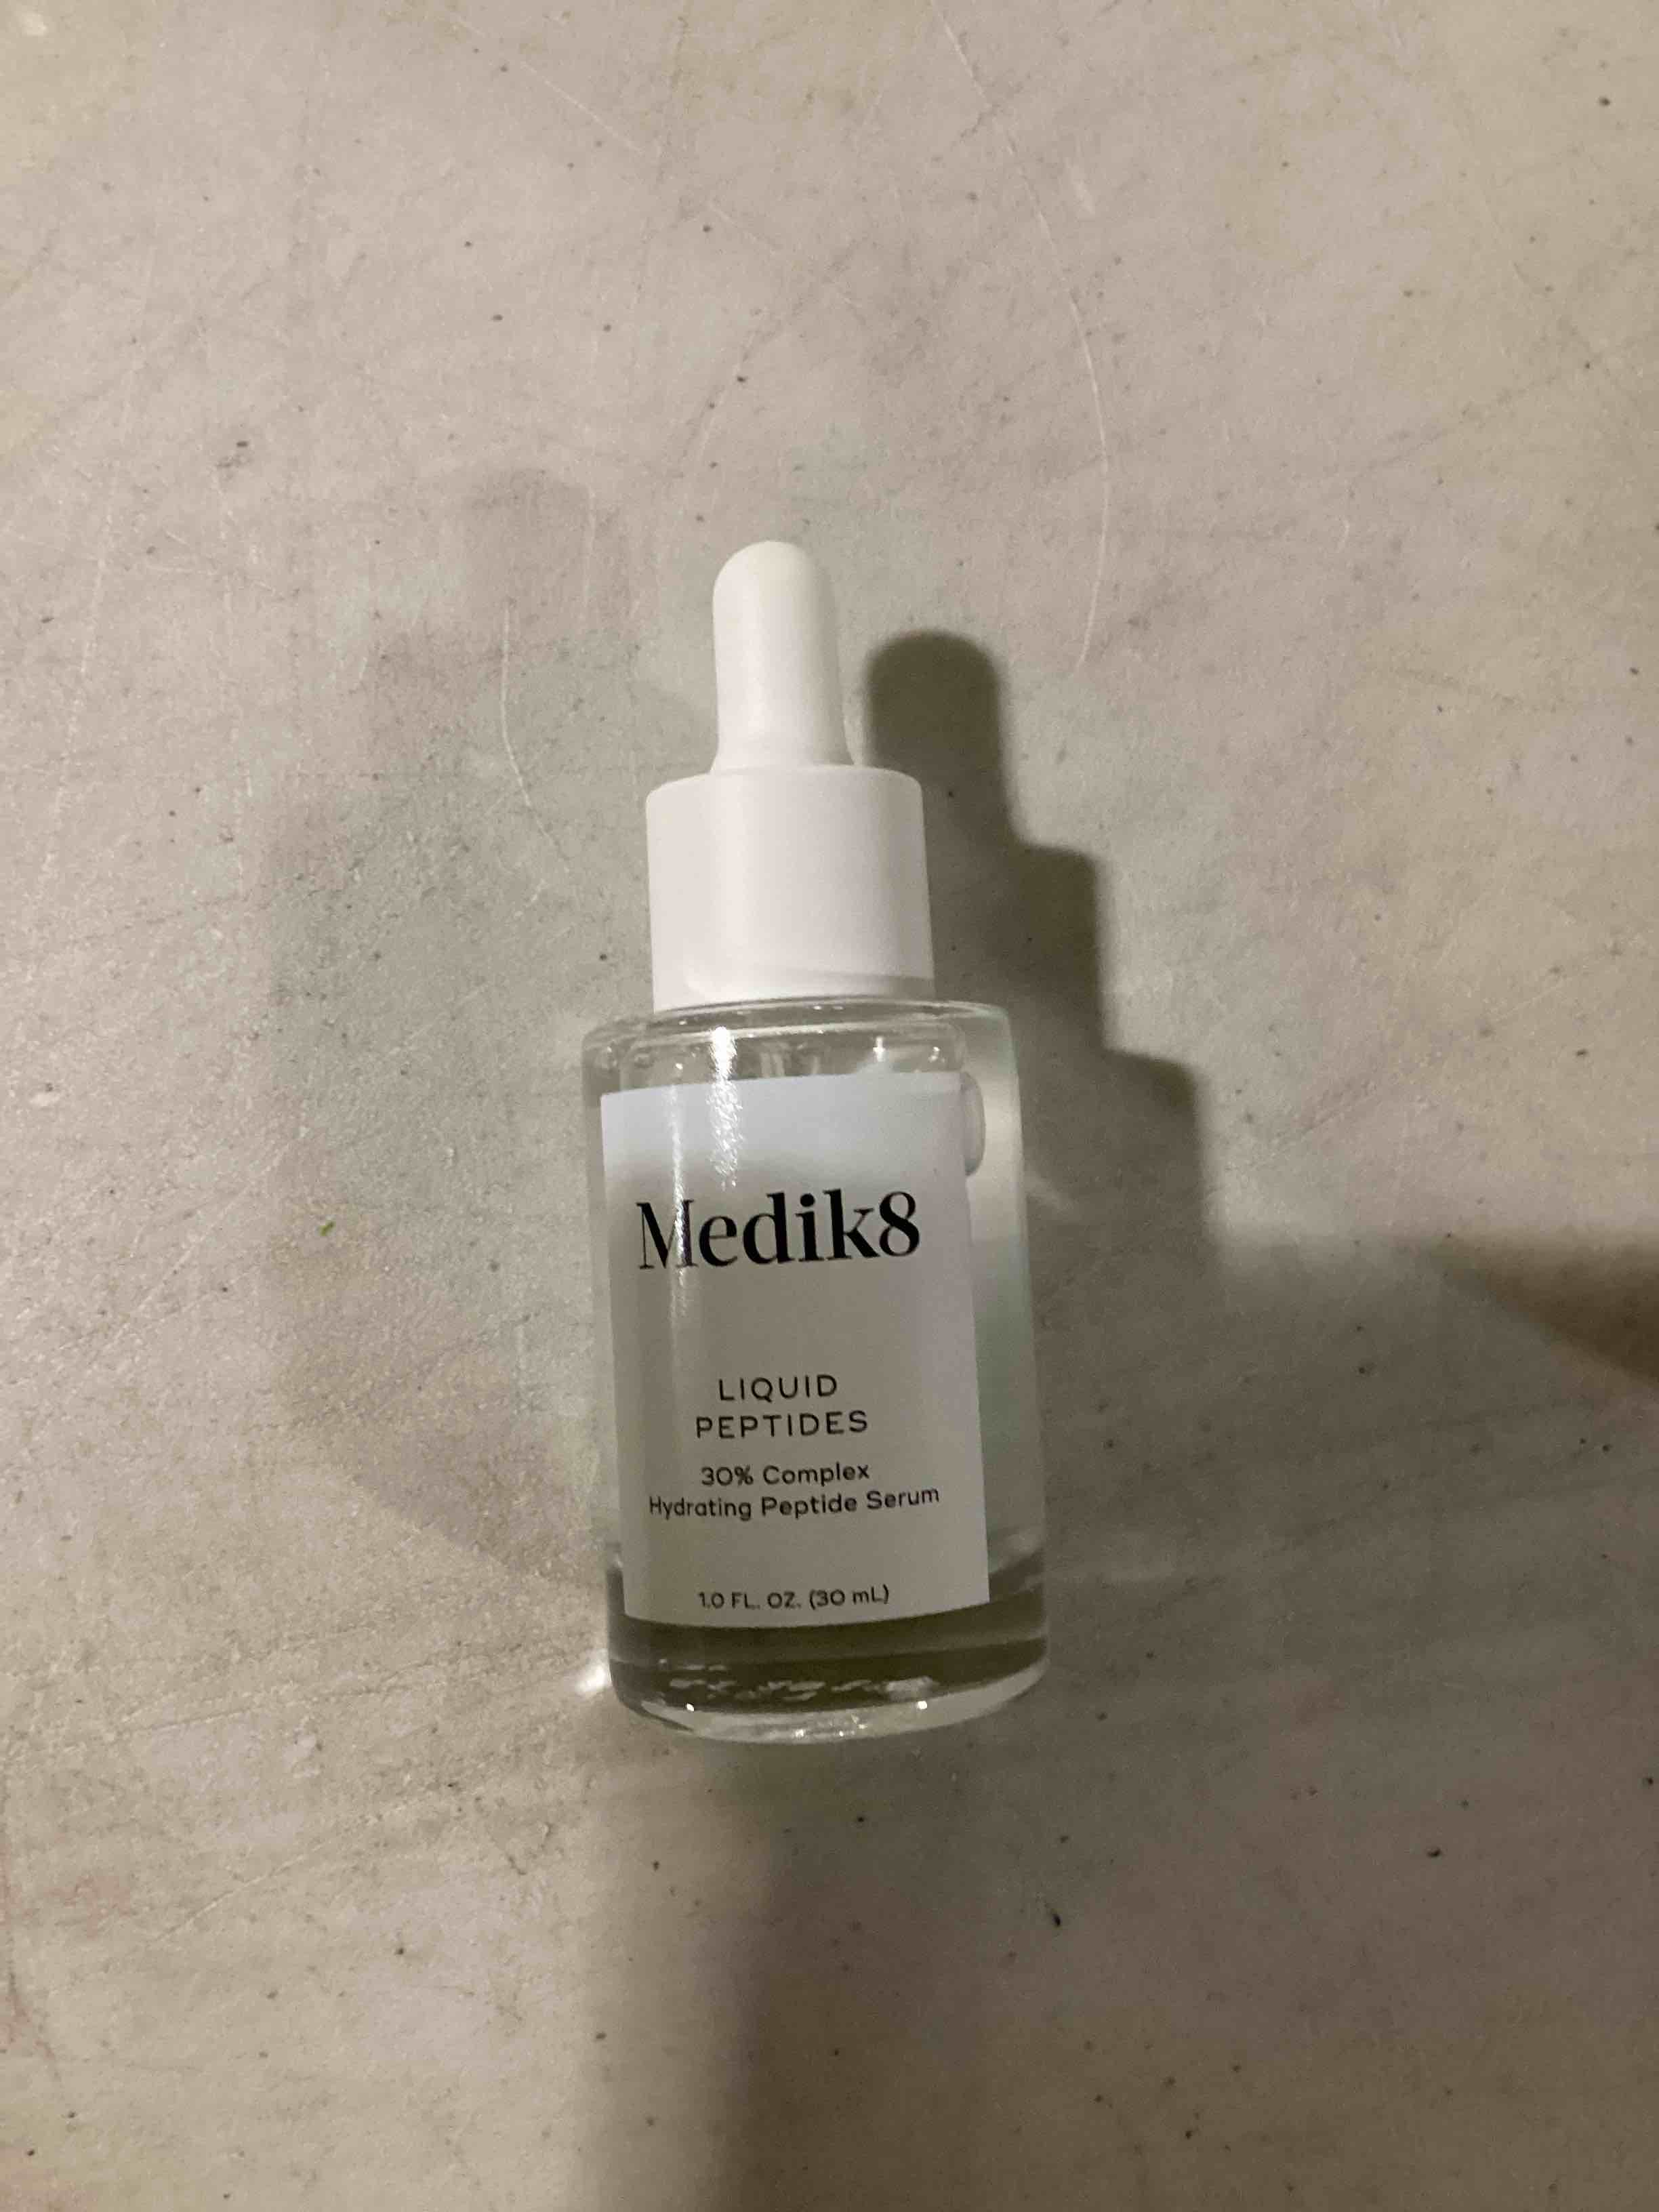 Medik8
LIQUID
PEPTIDES
30% Complex
Hydrating Peptide Serum
1.0 FL. OZ. (30 mL)